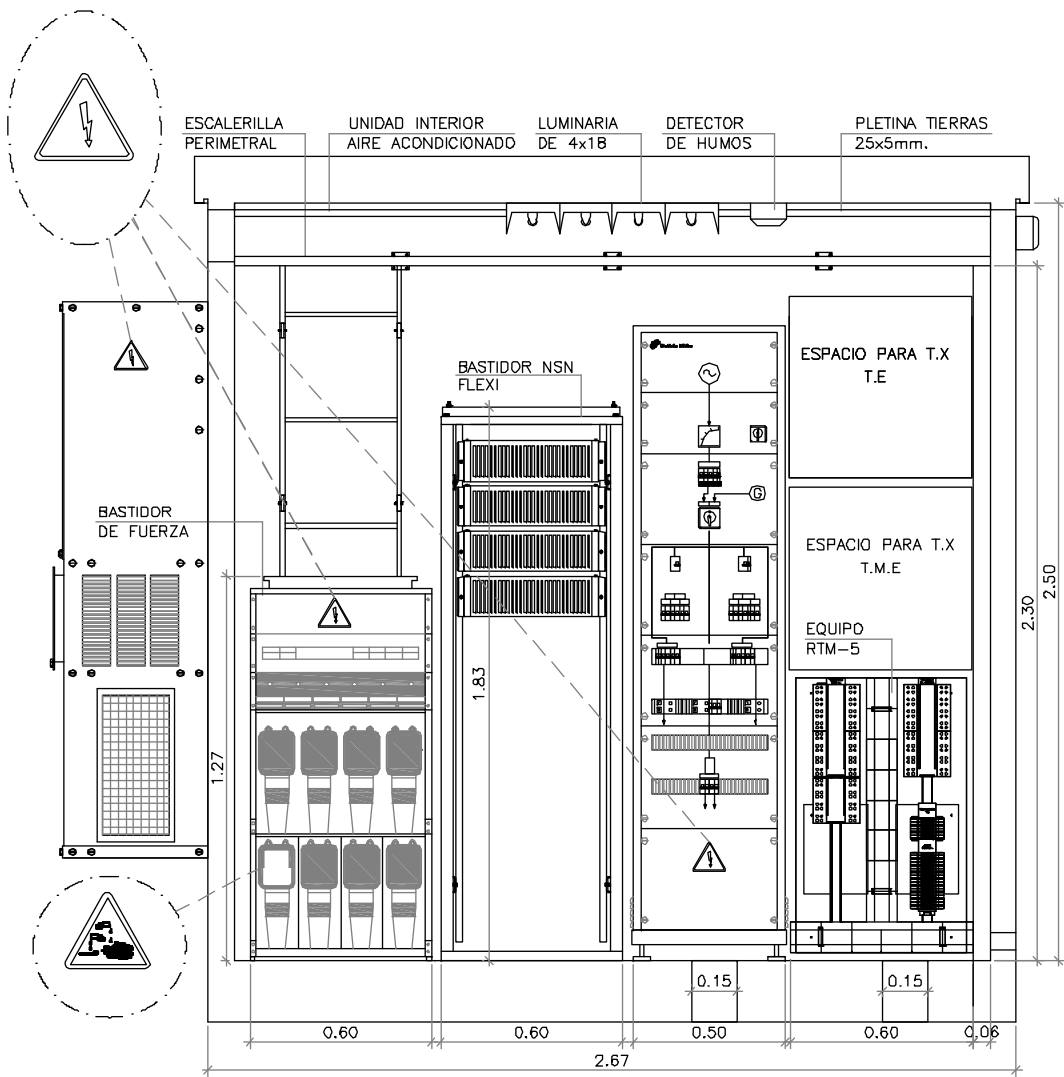 ESCALERILLA
PERIMETRAL
UNIDAD INTERIOR
AIRE ACONDICIONADO
LUMINARIA
DE 4x18
DETECTOR
DE HUMOS
PLETINA TIERRAS
25x5mm.
ESPACIO PARA T.X
T.E
BASTIDOR NSN
FLEXI
G
BASTIDOR
DE FUERZA
ESPACIO PARA T.X
T.M.E
EQUIPO
RTM-5
2.30
2.50
1.83
1.27
0.15
0.15
0.60
0.60
0.50
0.60
0.06
2.67